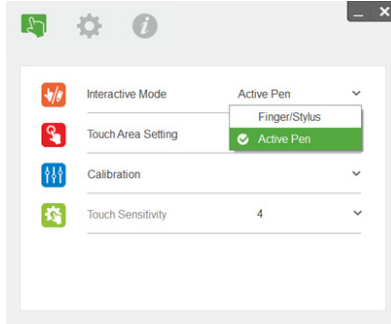 Interactive Mode Active Pen
Finger/Stylus
Touch Area Setting
Active Pen
Calibration
Touch Sensitivity 4